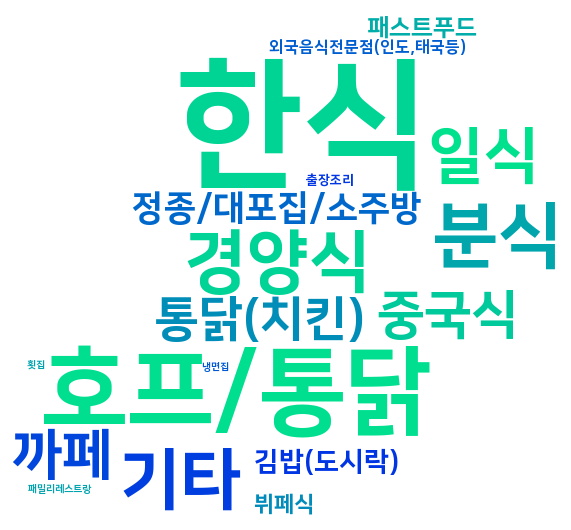 패스트푸드
외국음식전문점(인도,태국등)
한식
일식
출장조리
정종/대포집/소주방
분식
경양식
통닭(치킨)
중국식
호프/통닭
횟집
냉면집
까페
기타
김밥(도시락)
패밀리레스트랑
뷔페식